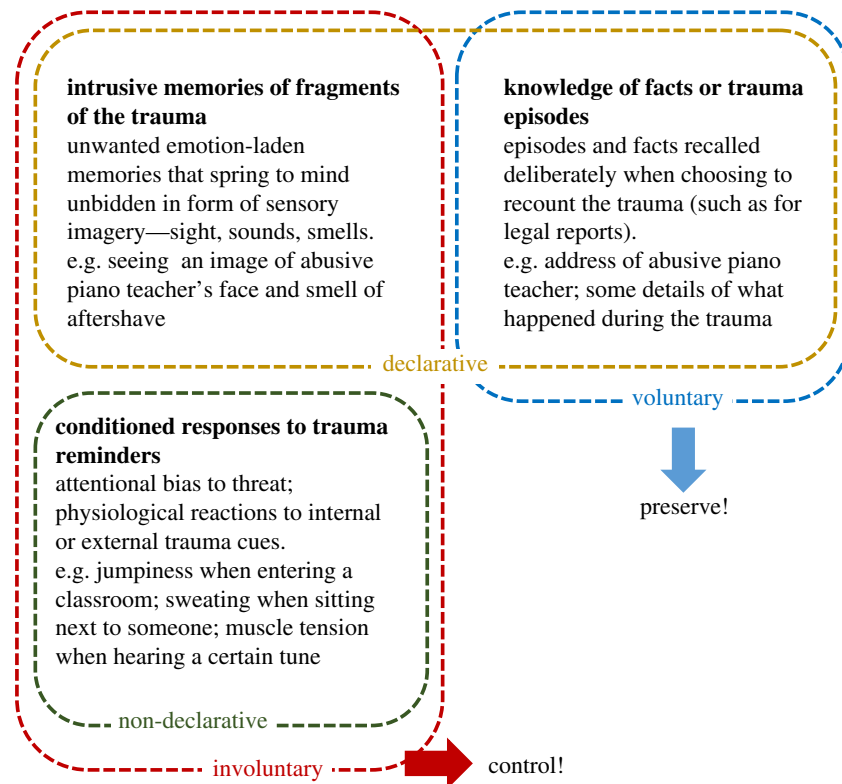 intrusive memories of fragments
of the trauma
unwanted emotion-laden
memories that spring to mind
unbidden in form of sensory
imagery—sight, sounds, smells.
e.g. seeing an image of abusive
piano teacher’s face and smell of
aftershave
knowledge of facts or trauma
episodes
episodes and facts recalled
deliberately when choosing to
recount the trauma (such as for
legal reports).
e.g. address of abusive piano
teacher; some details of what
happened during the trauma
declarative
voluntary
preserve!
conditioned responses to trauma
reminders
attentional bias to threat;
physiological reactions to internal
or external trauma cues.
e.g. jumpiness when entering a
classroom; sweating when sitting
next to someone; muscle tension
when hearing a certain tune
non-declarative
involuntary
control!